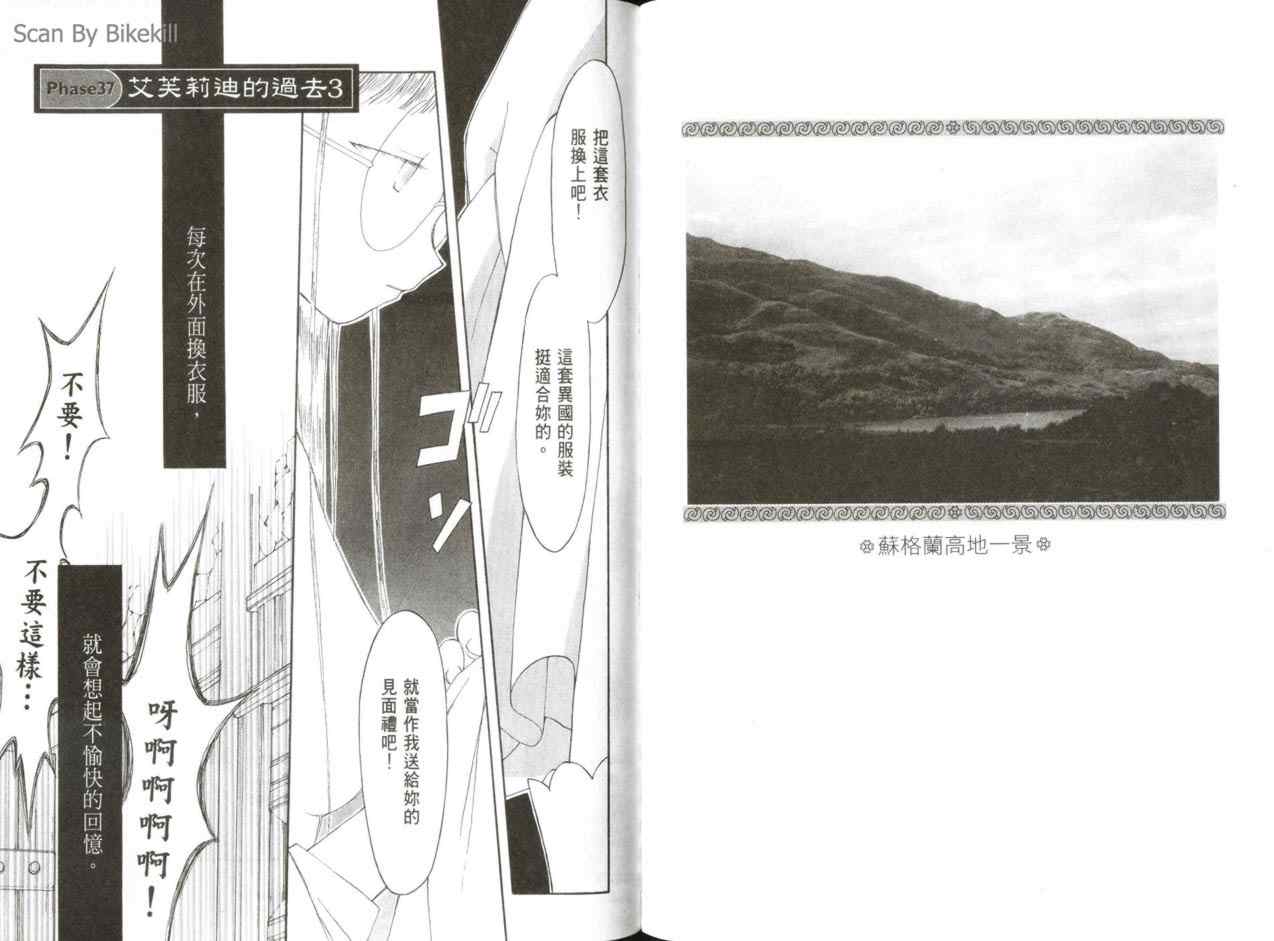 Scan By Bikekill
蘇格蘭高地一景
Phase37 艾芙莉迪的過去3
把這套衣
服換上吧！
這套異國的服裝
挺適合妳的。
ゴソ
就當作我送給妳的
見面禮吧！
每次在外面換衣服，
不要！
呀啊啊啊啊！
就會想起不愉快的回憶。
不要這樣…